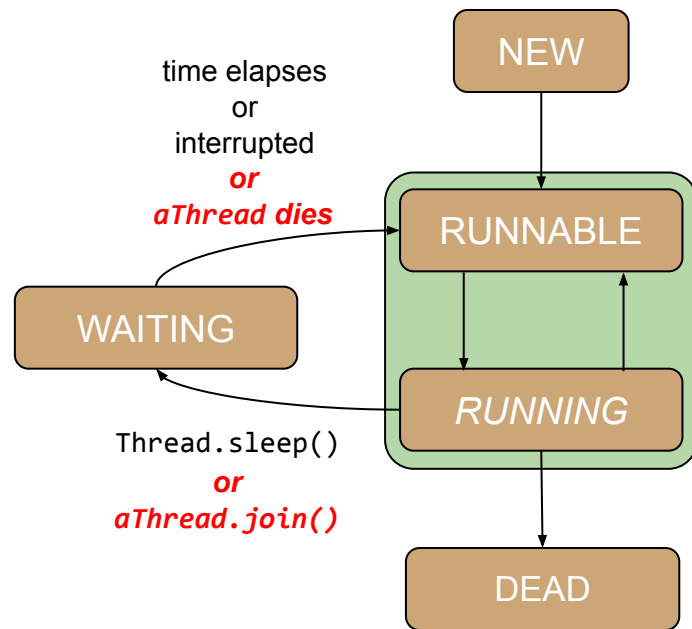 NEW
time elapses
or
interrupted
or
aThread dies
RUNNABLE
WAITING
RUNNING
Thread.sleep()
or
aThread.join()
DEAD